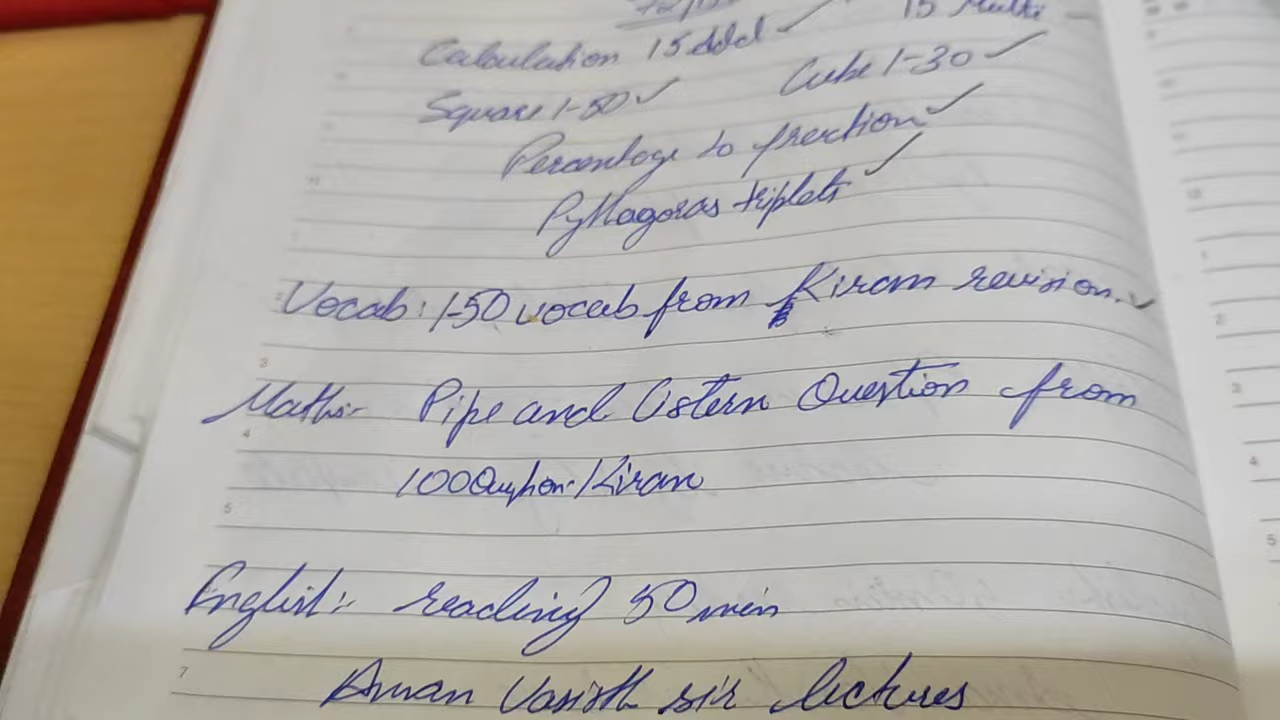 15 Multi
Calculation 15 Add ✓
Square 1-50 ✓ Cube 1-30 ✓
Percentage to fraction ✓
Pythagoras triplets ✓
Vocab: 1-50 vocab from Kiran revision. ✓
Maths:- Pipe and Cistern Question from
100 Kiran
English:- reading 50 min
Aman Vasisth sir lectures